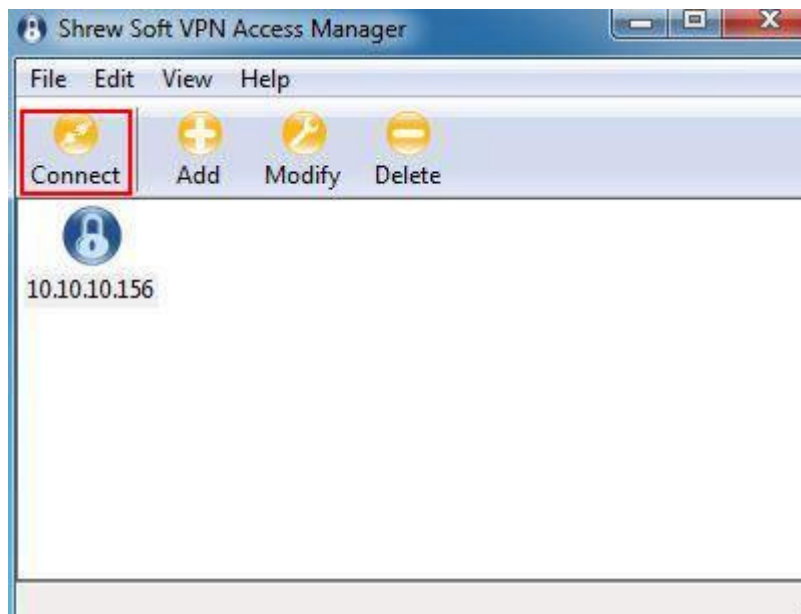 Shrew Soft VPN Access Manager
File Edit View Help
Connect Add Modify Delete
10.10.10.156